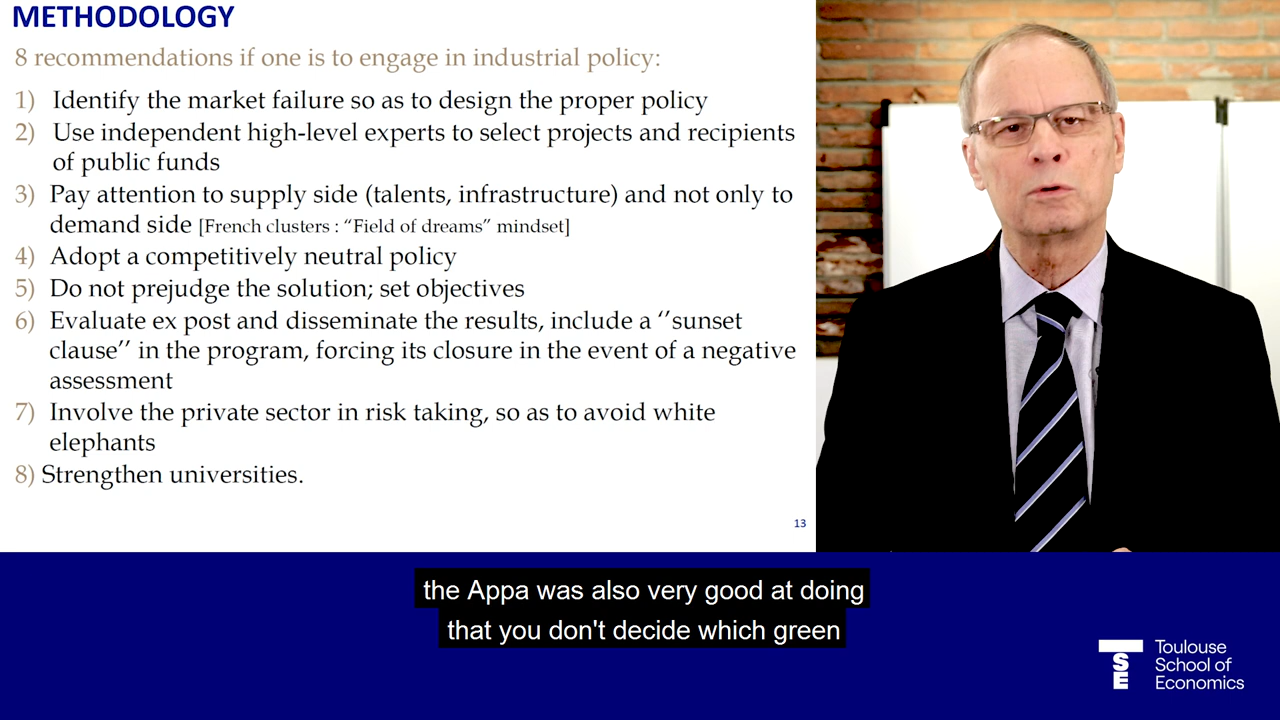 METHODOLOGY
8 recommendations if one is to engage in industrial policy:
1) Identify the market failure so as to design the proper policy
2) Use independent high-level experts to select projects and recipients
of public funds
3) Pay attention to supply side (talents, infrastructure) and not only to
demand side [French clusters : “Field of dreams” mindset]
4) Adopt a competitively neutral policy
5) Do not prejudge the solution; set objectives
6) Evaluate ex post and disseminate the results, include a ‘’sunset
clause’’ in the program, forcing its closure in the event of a negative
assessment
7) Involve the private sector in risk taking, so as to avoid white
elephants
8) Strengthen universities.
13
the Appa was also very good at doing
that you don't decide which green
TSE
Toulouse
School of
Economics